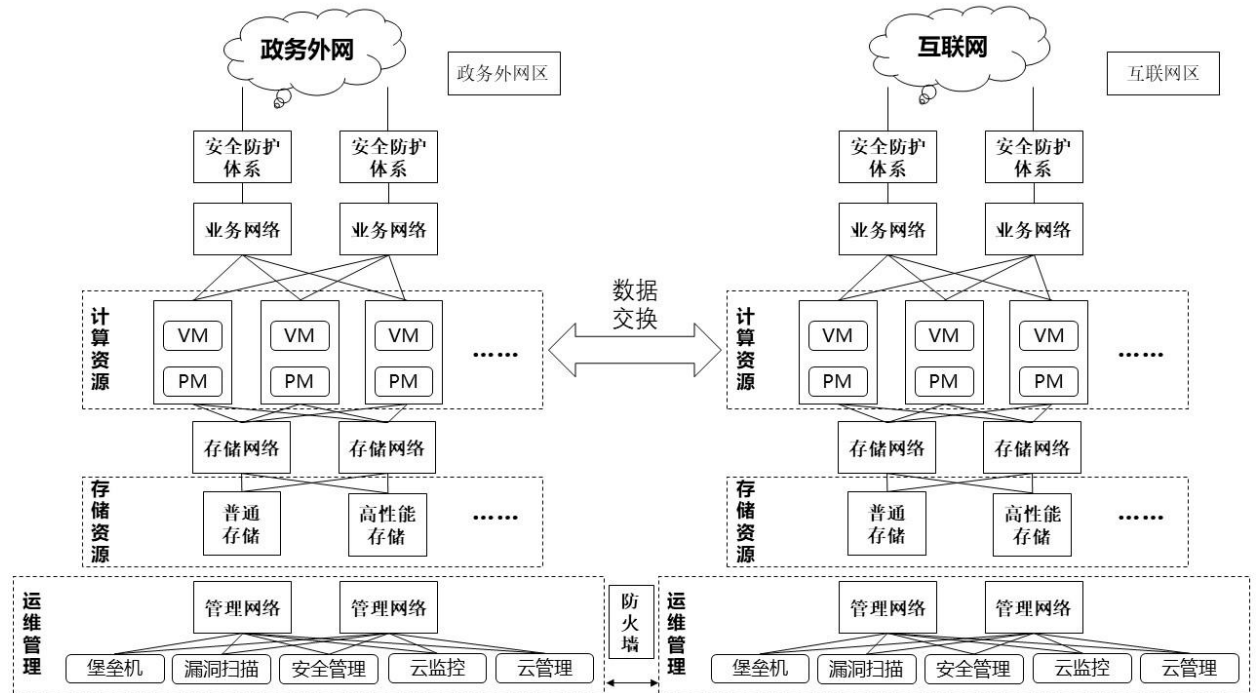 政务外网
政务外网区
互联网
互联网区
安全防护
体系
安全防护
体系
安全防护
体系
安全防护
体系
业务网络
业务网络
业务网络
业务网络
数据
交换
计算资源
VM
VM
VM
……
PM
PM
PM
计算资源
VM
VM
VM
……
PM
PM
PM
存储网络
存储网络
存储网络
存储网络
存储资源
普通
存储
高性能
存储
……
存储资源
普通
存储
高性能
存储
……
运维管理
管理网络
管理网络
堡垒机
漏洞扫描
安全管理
云监控
云管理
防火墙
运维管理
管理网络
管理网络
堡垒机
漏洞扫描
安全管理
云监控
云管理